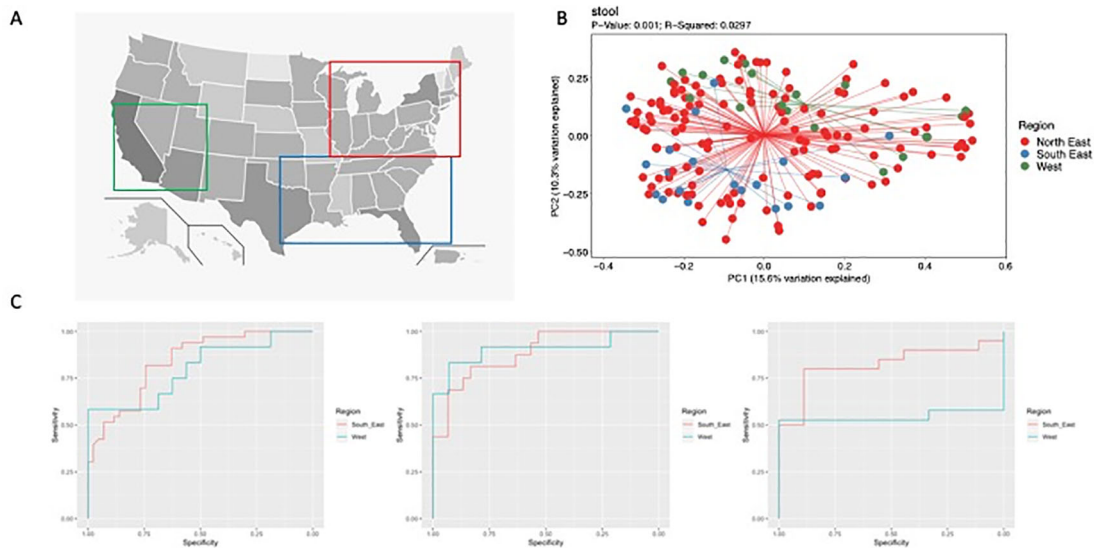 A
B
stool
P-Value: 0.001; R-Squared: 0.0297
0.25
0.00
−0.25
−0.50
PC2 (10.3% variation explained)
−0.4
−0.2
0.0
0.2
0.4
0.6
PC1 (15.6% variation explained)
Region
North East
South East
West
C
1.00
0.75
0.50
0.25
0.00
Sensitivity
1.00
0.75
0.50
0.25
0.00
Specificity
Region
South_East
West
1.00
0.75
0.50
0.25
0.00
Sensitivity
1.00
0.75
0.50
0.25
0.00
Specificity
Region
South_East
West
1.00
0.75
0.50
0.25
0.00
Sensitivity
1.00
0.75
0.50
0.25
0.00
Specificity
Region
South_East
West